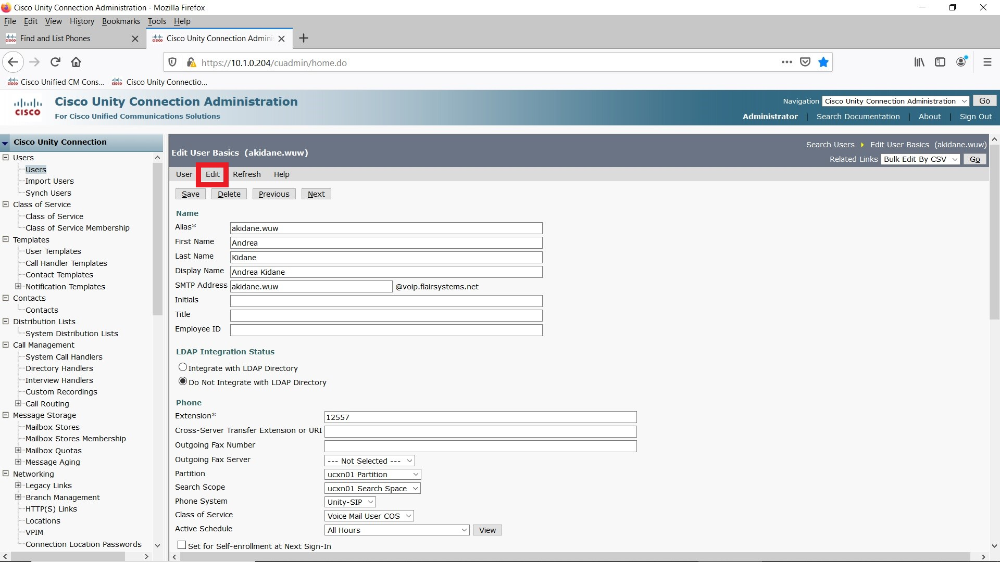 Cisco Unity Connection Administration - Mozilla Firefox
File Edit View History Bookmarks Tools Help
Find and List Phones
Cisco Unity Connection Admini
https://10.1.0.204/cuadmin/home.do
Cisco Unified CM Cons... Cisco Unity Connectio...
CISCO
Cisco Unity Connection Administration
For Cisco Unified Communications Solutions
Navigation Cisco Unity Connection Administration Go
Administrator | Search Documentation | About | Sign Out
Cisco Unity Connection
Users
Users
Import Users
Synch Users
Class of Service
Class of Service
Class of Service Membership
Templates
User Templates
Call Handler Templates
Contact Templates
Notification Templates
Contacts
Contacts
Distribution Lists
System Distribution Lists
Call Management
System Call Handlers
Directory Handlers
Interview Handlers
Custom Recordings
Call Routing
Message Storage
Mailbox Stores
Mailbox Stores Membership
Mailbox Quotas
Message Aging
Networking
Legacy Links
Branch Management
HTTP(S) Links
Locations
VPIM
Connection Location Passwords
Edit User Basics (akidane.wuw)
Search Users Edit User Basics (akidane.wuw)
Related Links Bulk Edit By CSV Go
User Edit Refresh Help
Save Delete Previous Next
Name
Alias* akidane.wuw
First Name Andrea
Last Name Kidane
Display Name Andrea Kidane
SMTP Address akidane.wuw @voip.flairsystems.net
Initials
Title
Employee ID
LDAP Integration Status
Integrate with LDAP Directory
Do Not Integrate with LDAP Directory
Phone
Extension* 12557
Cross-Server Transfer Extension or URI
Outgoing Fax Number
Outgoing Fax Server --- Not Selected ---
Partition ucxn01 Partition
Search Scope ucxn01 Search Space
Phone System Unity-SIP
Class of Service Voice Mail User COS
Active Schedule All Hours View
Set for Self-enrollment at Next Sign-In